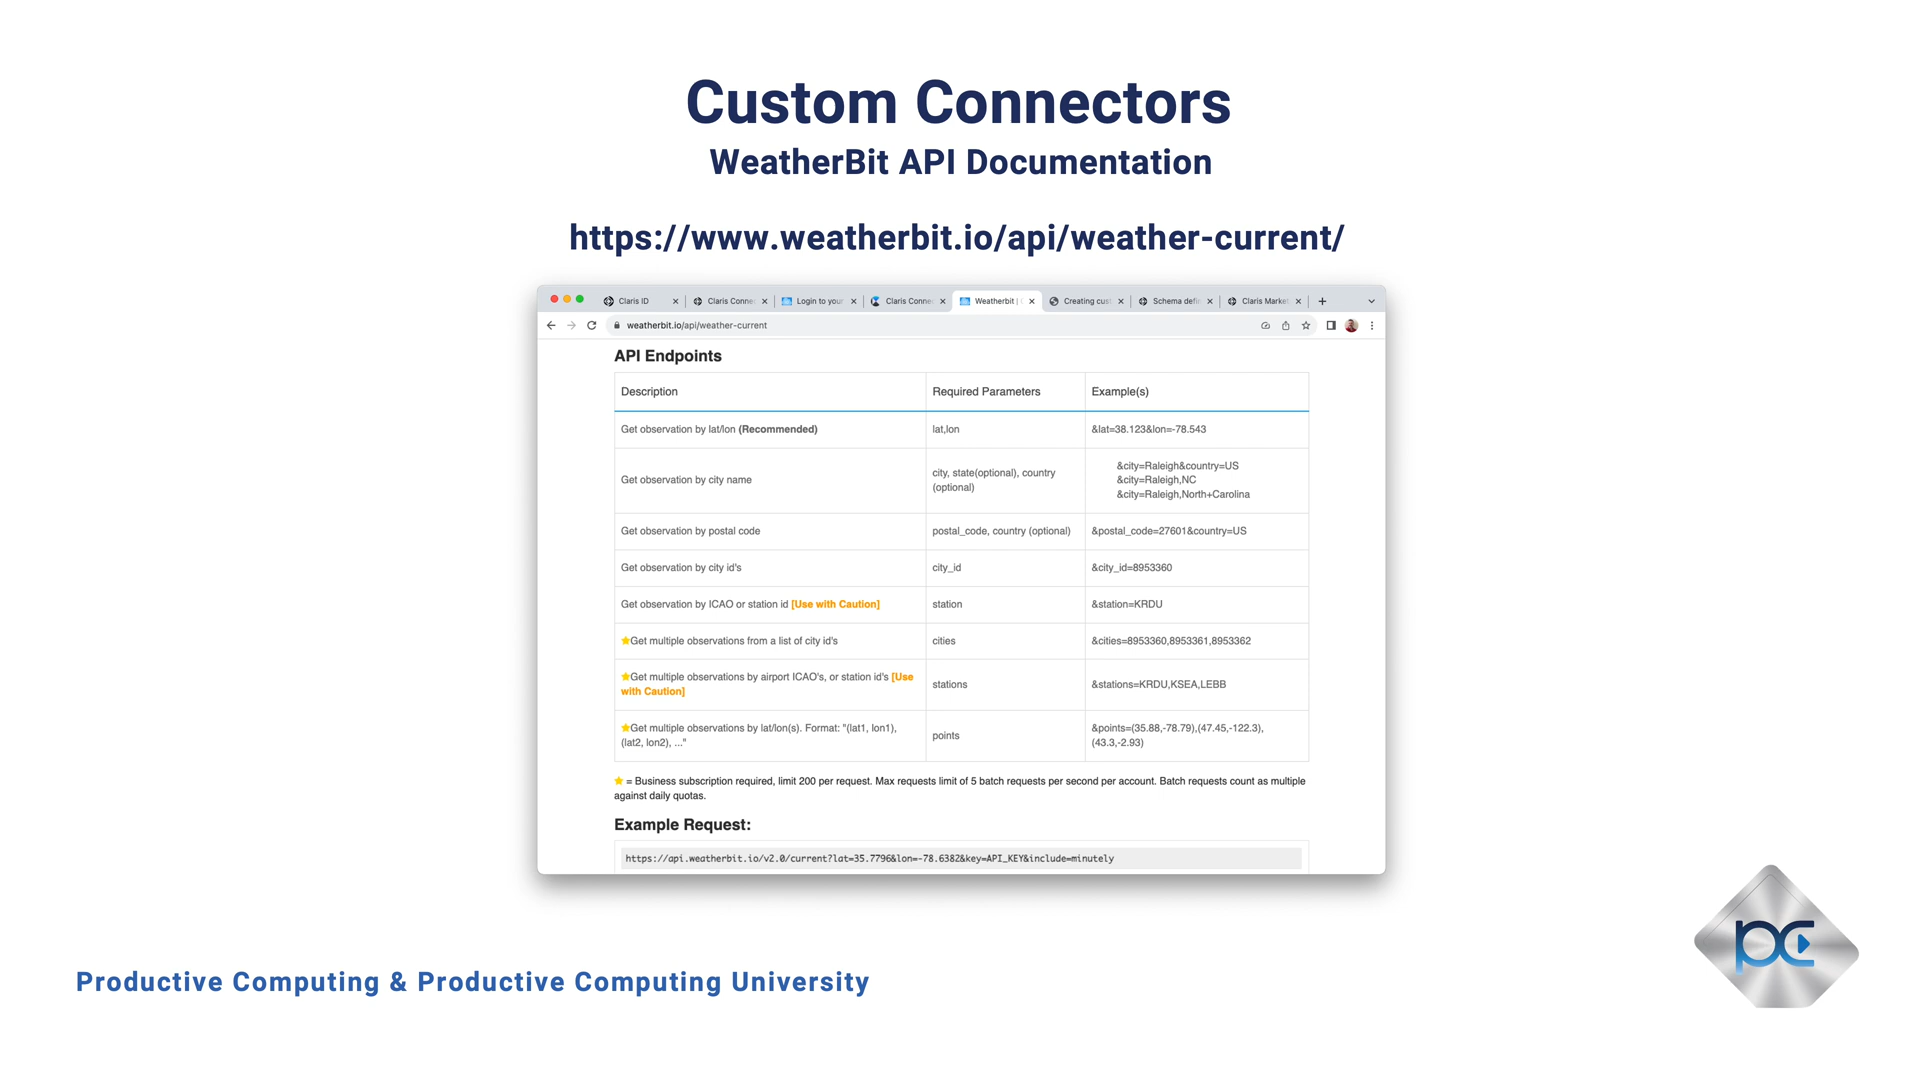 Custom Connectors
WeatherBit API Documentation
https://www.weatherbit.io/api/weather-current/
Claris ID
Claris Conne
Login to your
Claris Conne
Weatherbit |
Creating cus
Schema defi
Claris Marke
weatherbit.io/api/weather-current
API Endpoints
Description Required Parameters Example(s)
Get observation by lat/lon (Recommended) lat,lon &lat=38.123&lon=-78.543
Get observation by city name
city, state(optional), country
(optional)
&city=Raleigh&country=US
&city=Raleigh,NC
&city=Raleigh,North+Carolina
Get observation by postal code postal_code, country (optional) &postal_code=27601&country=US
Get observation by city id's city_id &city_id=8953360
Get observation by ICAO or station id [Use with Caution] station &station=KRDU
Get multiple observations from a list of city id's cities &cities=8953360,8953361,8953362
Get multiple observations by airport ICAO's, or station id's [Use
with Caution]
stations &stations=KRDU,KSEA,LEBB
Get multiple observations by lat/lon(s). Format: "(lat1, lon1),
(lat2, lon2), ..."
points
&points=(35.88,-78.79),(47.45,-122.3),
(43.3,-2.93)
= Business subscription required, limit 200 per request. Max requests limit of 5 batch requests per second per account. Batch requests count as multiple
against daily quotas.
Example Request:
https://api.weatherbit.io/v2.0/current?lat=35.7796&lon=-78.6382&key=API_KEY&include=minutely
pc
Productive Computing & Productive Computing University